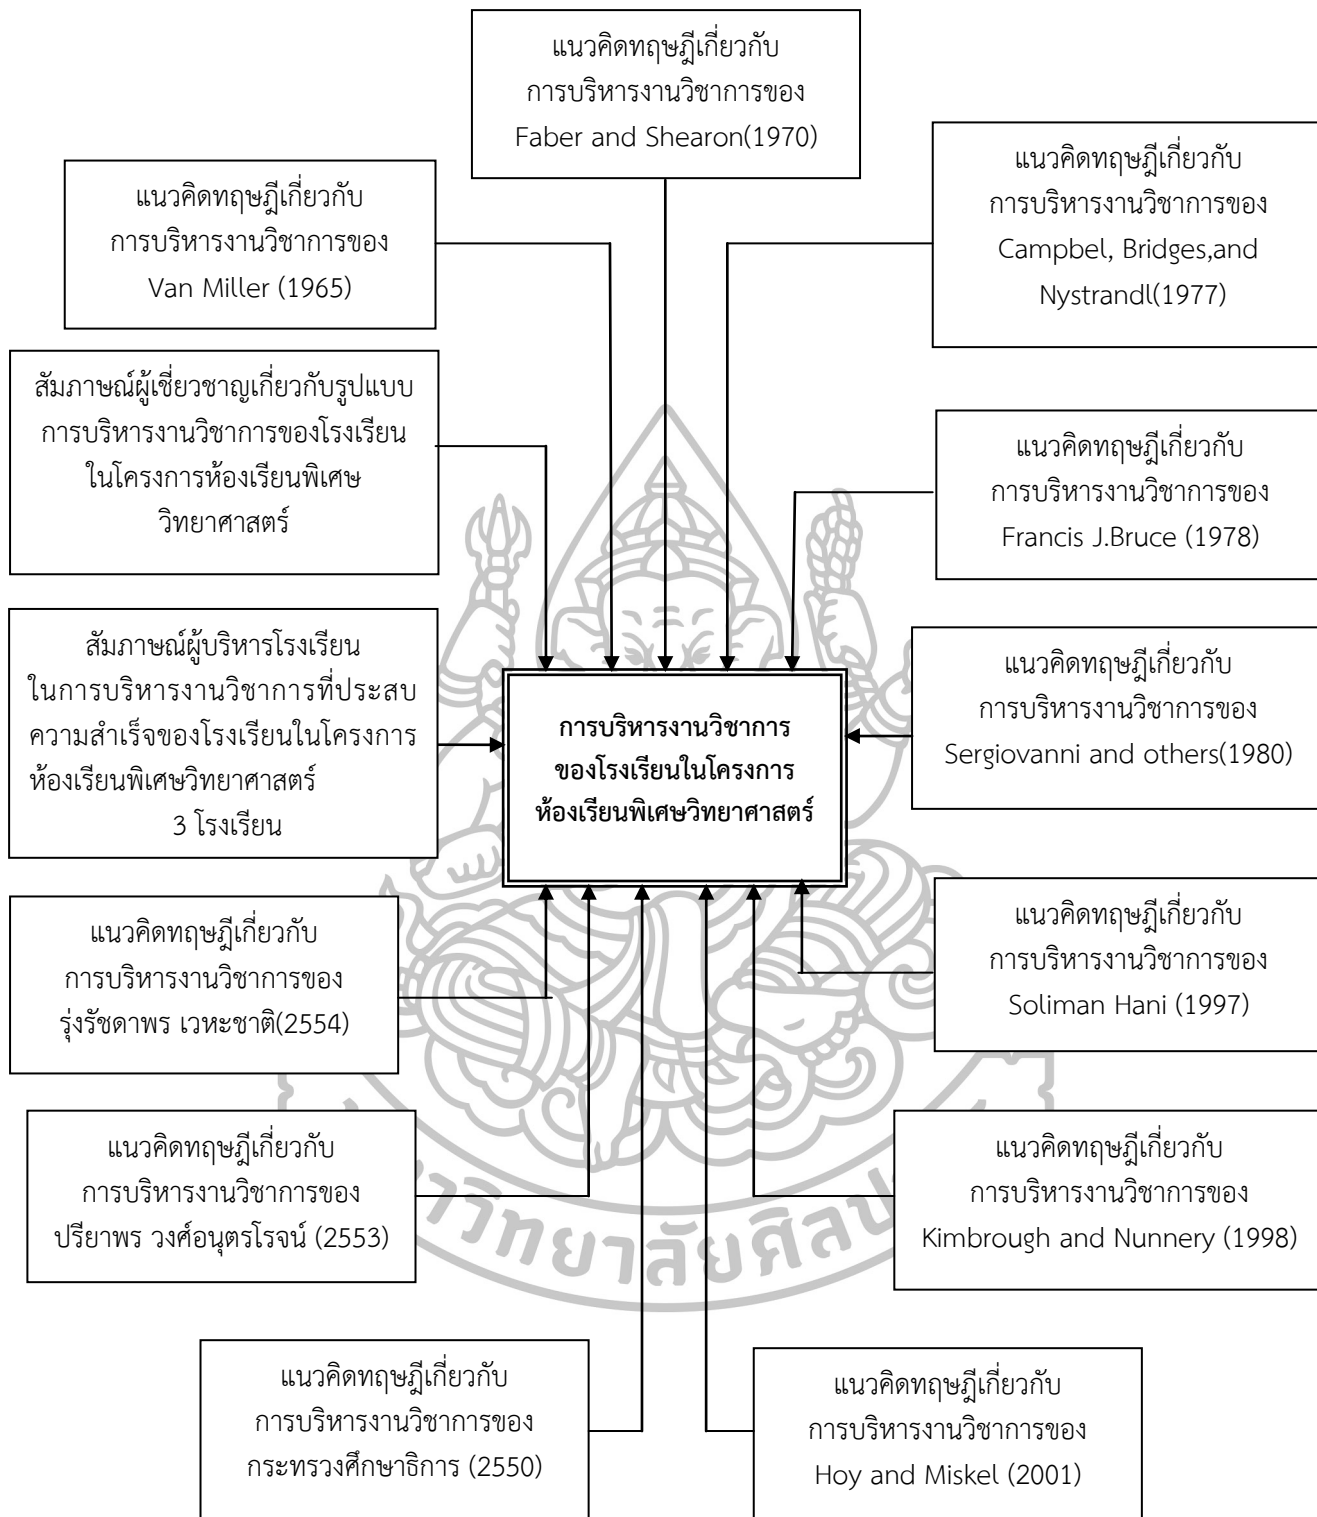 แนวคิดทฤษฎีเกี่ยวกับ
การบริหารงานวิชาการของ
Faber and Shearon(1970)
แนวคิดทฤษฎีเกี่ยวกับ
การบริหารงานวิชาการของ
Campbel, Bridges,and
Nystrandl(1977)
แนวคิดทฤษฎีเกี่ยวกับ
การบริหารงานวิชาการของ
Van Miller (1965)
สัมภาษณ์ผู้เชี่ยวชาญเกี่ยวกับรูปแบบ
การบริหารงานวิชาการของโรงเรียน
ในโครงการห้องเรียนพิเศษ
วิทยาศาสตร์
แนวคิดทฤษฎีเกี่ยวกับ
การบริหารงานวิชาการของ
Francis J.Bruce (1978)
สัมภาษณ์ผู้บริหารโรงเรียน
ในการบริหารงานวิชาการที่ประสบ
ความสำเร็จของโรงเรียนในโครงการ
ห้องเรียนพิเศษวิทยาศาสตร์
3 โรงเรียน
การบริหารงานวิชาการ
ของโรงเรียนในโครงการ
ห้องเรียนพิเศษวิทยาศาสตร์
แนวคิดทฤษฎีเกี่ยวกับ
การบริหารงานวิชาการของ
Sergiovanni and others(1980)
แนวคิดทฤษฎีเกี่ยวกับ
การบริหารงานวิชาการของ
รุ่งรัชดาพร เวหะชาติ(2554)
แนวคิดทฤษฎีเกี่ยวกับ
การบริหารงานวิชาการของ
Soliman Hani (1997)
แนวคิดทฤษฎีเกี่ยวกับ
การบริหารงานวิชาการของ
ปรียาพร วงศ์อนุตรโรจน์ (2553)
แนวคิดทฤษฎีเกี่ยวกับ
การบริหารงานวิชาการของ
Kimbrough and Nunnery (1998)
าวิทยาลัยศิลป
แนวคิดทฤษฎีเกี่ยวกับ
การบริหารงานวิชาการของ
กระทรวงศึกษาธิการ (2550)
แนวคิดทฤษฎีเกี่ยวกับ
การบริหารงานวิชาการของ
Hoy and Miskel (2001)